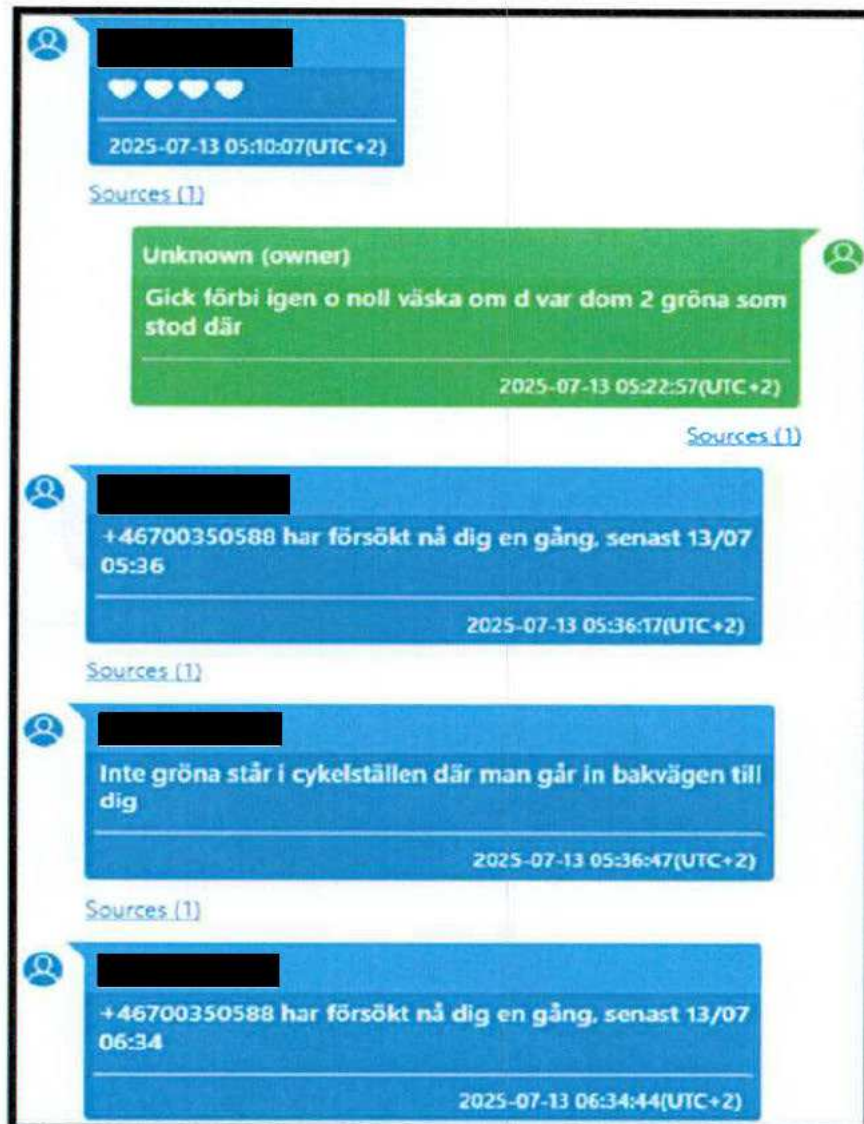 2025-07-13 05:10:07(UTC+2)
Sources (1)
Unknown (owner)
Gick förbi igen o noll väska om d var dom 2 gröna som
stod där
2025-07-13 05:22:57(UTC+2)
Sources (1)
+46700350588 har försökt nå dig en gång, senast 13/07
05:36
2025-07-13 05:36:17(UTC+2)
Sources (1)
Inte gröna står i cykelställen där man går in bakvägen till
dig
2025-07-13 05:36:47(UTC+2)
Sources (1)
+46700350588 har försökt nå dig en gång, senast 13/07
06:34
2025-07-13 06:34:44(UTC+2)